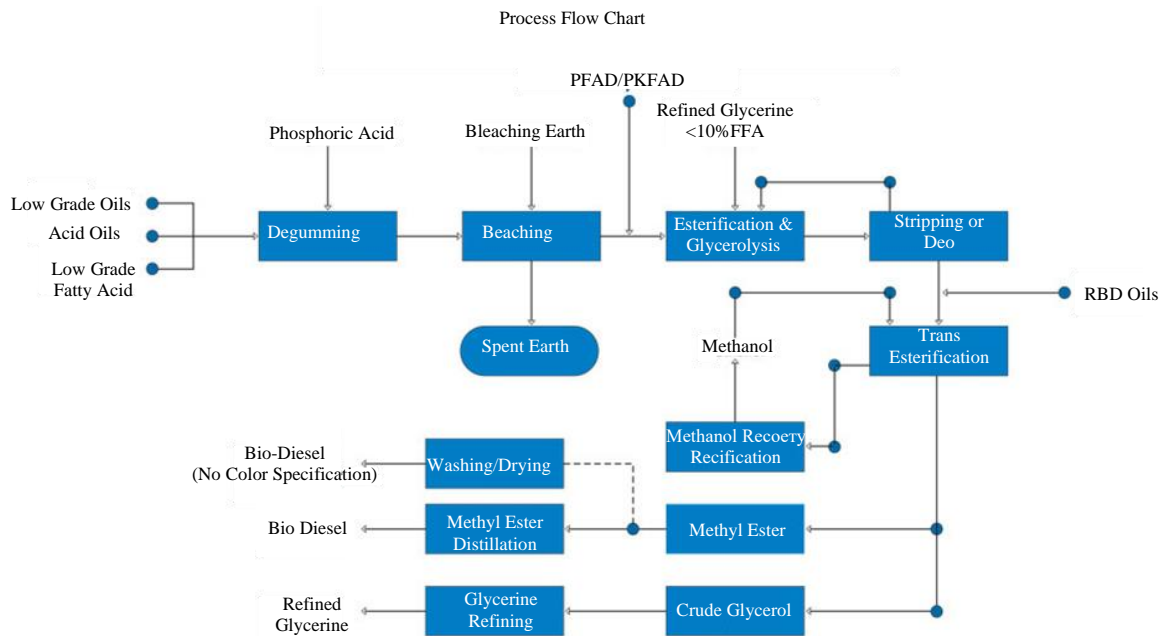 Process Flow Chart
PFAD/PKFAD
Refined Glycerine
<10%FFA
Phosphoric Acid
Bleaching Earth
Low Grade Oils
Acid Oils
Low Grade
Fatty Acid
Degumming
Beaching
Esterification &
Glycerolysis
Stripping or
Deo
RBD Oils
Spent Earth
Methanol
Trans
Esterification
Methanol Recoety
Recification
Bio-Diesel
(No Color Specification)
Washing/Drying
Bio Diesel
Methyl Ester
Distillation
Methyl Ester
Refined
Glycerine
Glycerine
Refining
Crude Glycerol